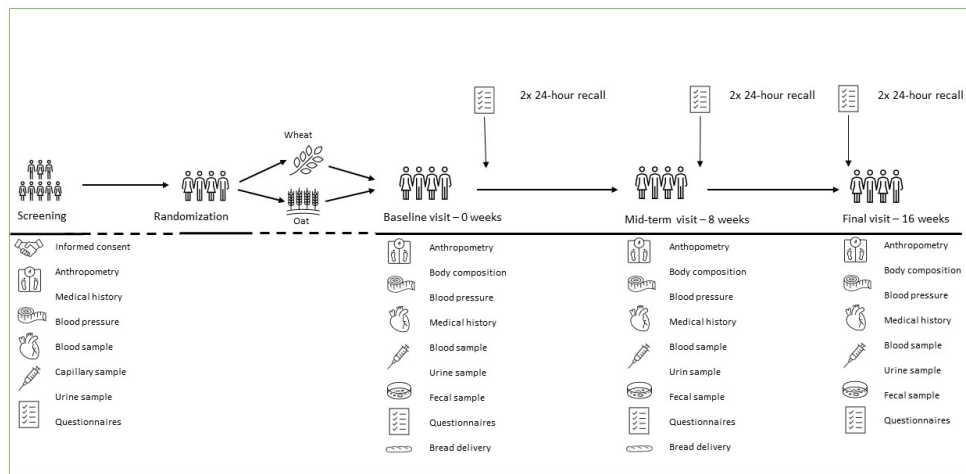 2x 24-hour recall
2x 24-hour recall
2x 24-hour recall
Wheat
Oat
Screening
Randomization
Baseline visit – 0 weeks
Mid-term visit – 8 weeks
Final visit – 16 weeks
Informed consent
Anthropometry
Medical history
Blood pressure
Blood sample
Capillary sample
Urine sample
Questionnaires
Anthropometry
Body composition
Blood pressure
Medical history
Blood sample
Urine sample
Fecal sample
Questionnaires
Bread delivery
Anthopometry
Body composition
Blood pressure
Medical history
Blood sample
Urin sample
Fecal sample
Questionnaires
Bread delivery
Anthropometry
Body composition
Blood pressure
Medical history
Blood sample
Urine sample
Fecal sample
Questionnaires